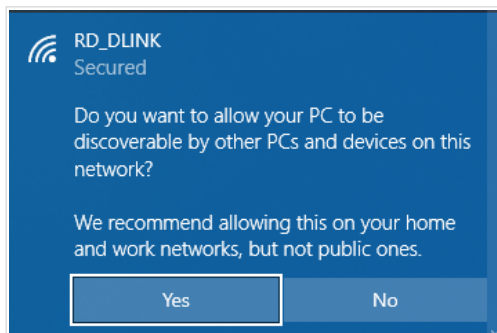 RD_DLINK
Secured
Do you want to allow your PC to be
discoverable by other PCs and devices on this
network?
We recommend allowing this on your home
and work networks, but not public ones.
Yes
No